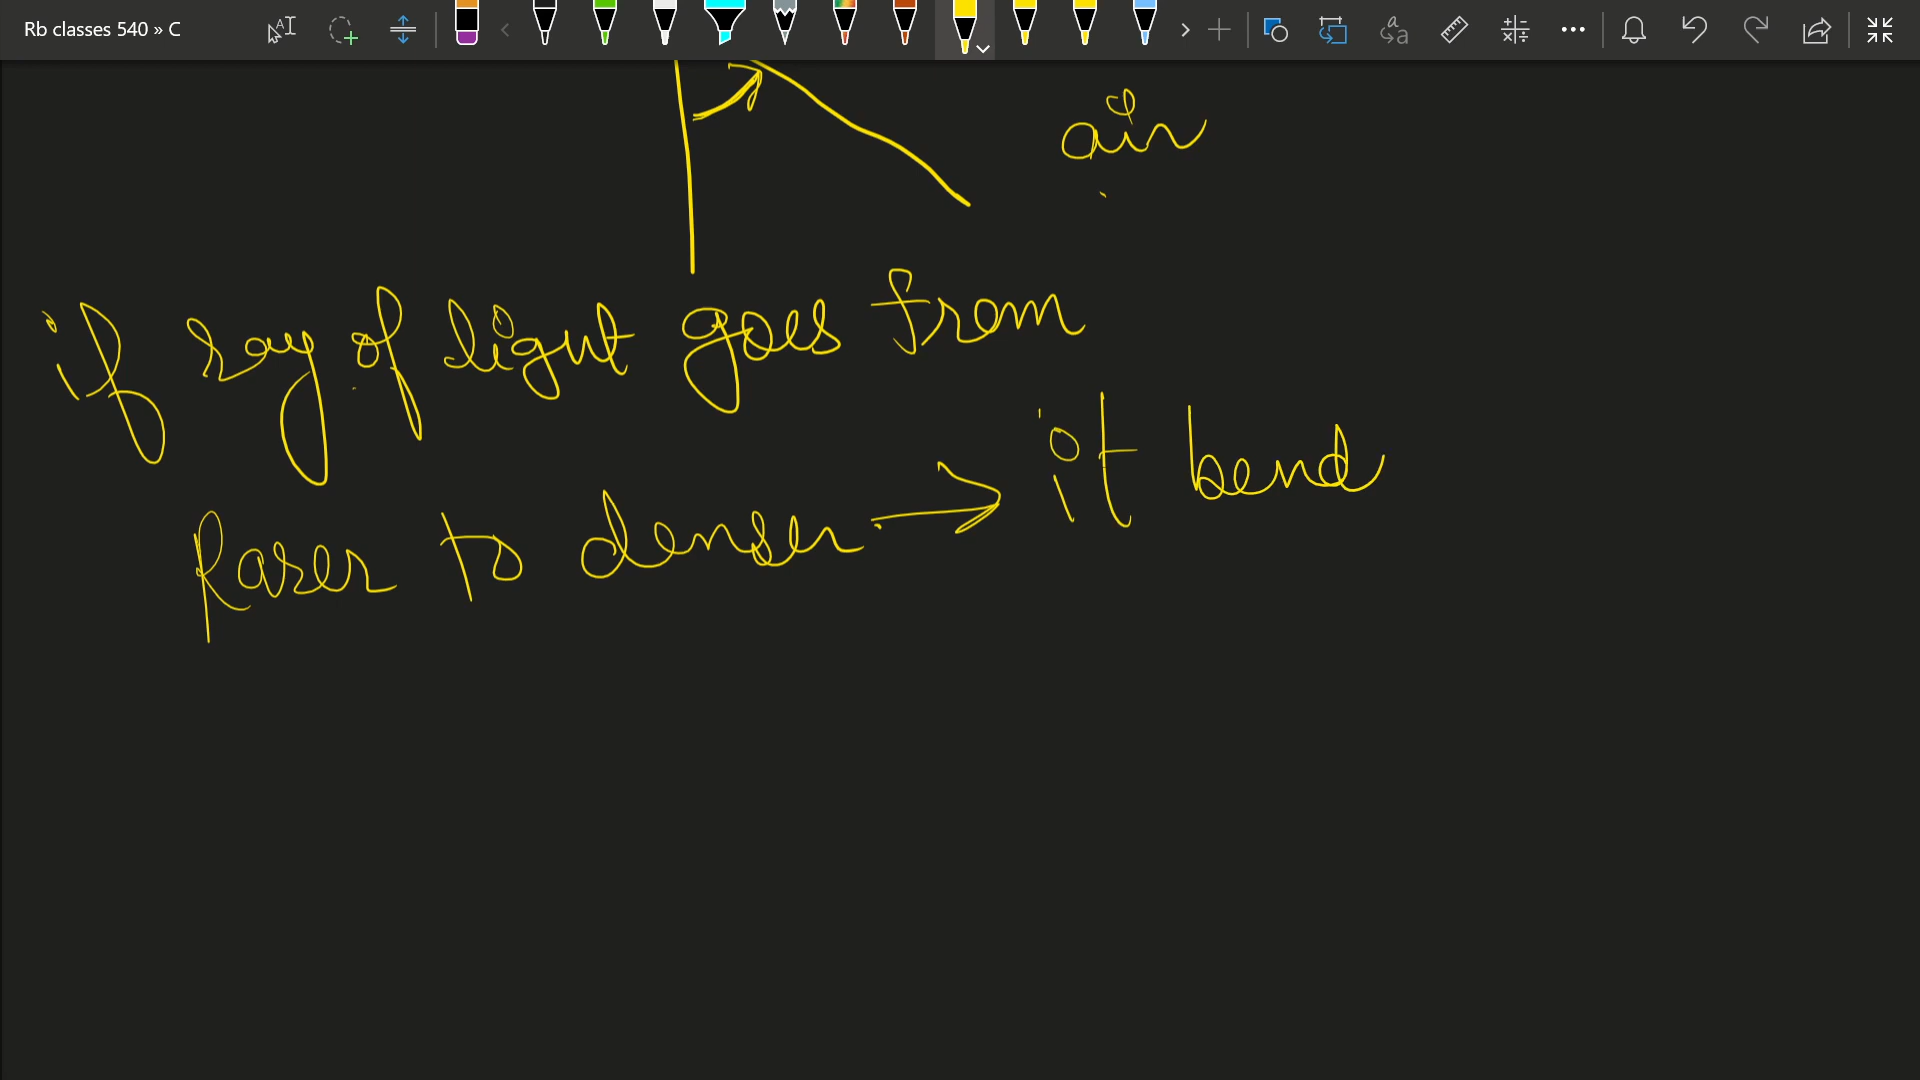 Rb classes 540 » C
air
if ray of light goes from
Rarer to denser → it bend